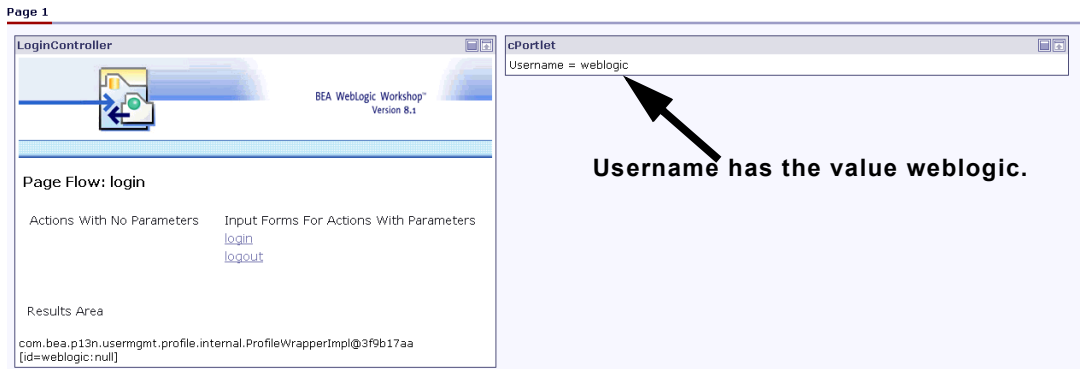 Page 1
LoginController
BEA WebLogic Workshop™
Version 8.1
Page Flow: login
Actions With No Parameters
Input Forms For Actions With Parameters
login
logout
Results Area
com.bea.p13n.usermgmt.profile.internal.ProfileWrapperImpl@3f9b17aa
[id=weblogic:null]
cPortlet
Username = weblogic
Username has the value weblogic.